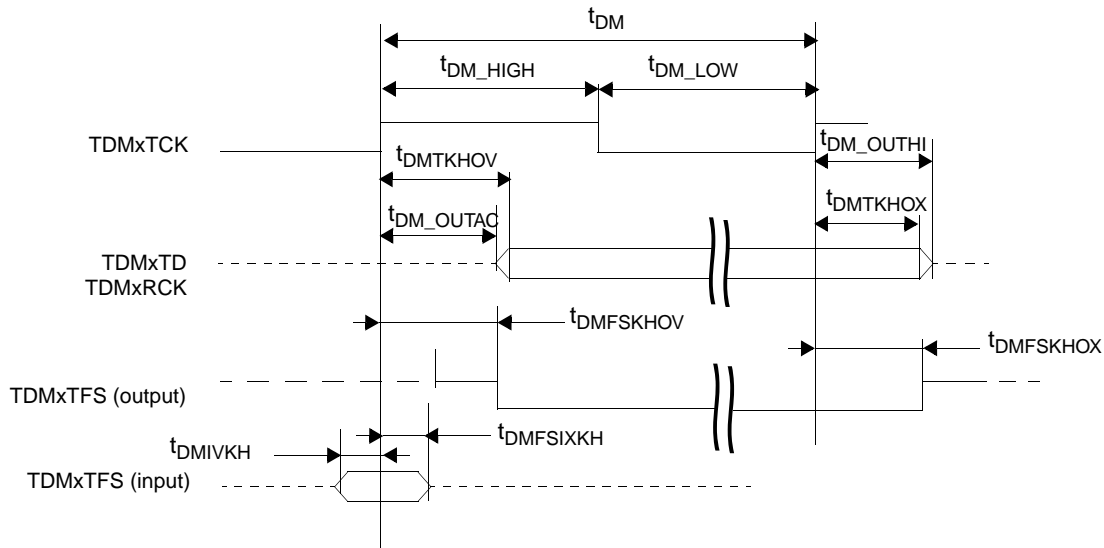 tDM
tDM_HIGH
tDM_LOW
TDMxTCK
tDM_OUTHI
tDMTKHOV
tDMTKHOX
tDM_OUTAC
TDMxTD
TDMxRCK
tDMFSKHOV
tDMFSKHOX
TDMxTFS (output)
tDMIVKH
tDMFSIXKH
TDMxTFS (input)